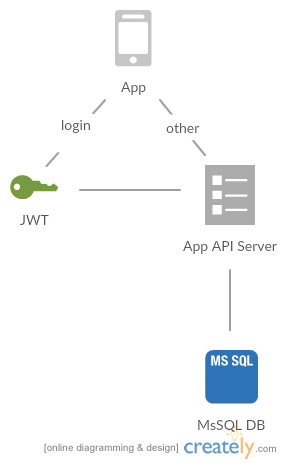 App
login
other
JWT
App API Server
MS SQL
MsSQL DB
[online diagramming & design] creately.com